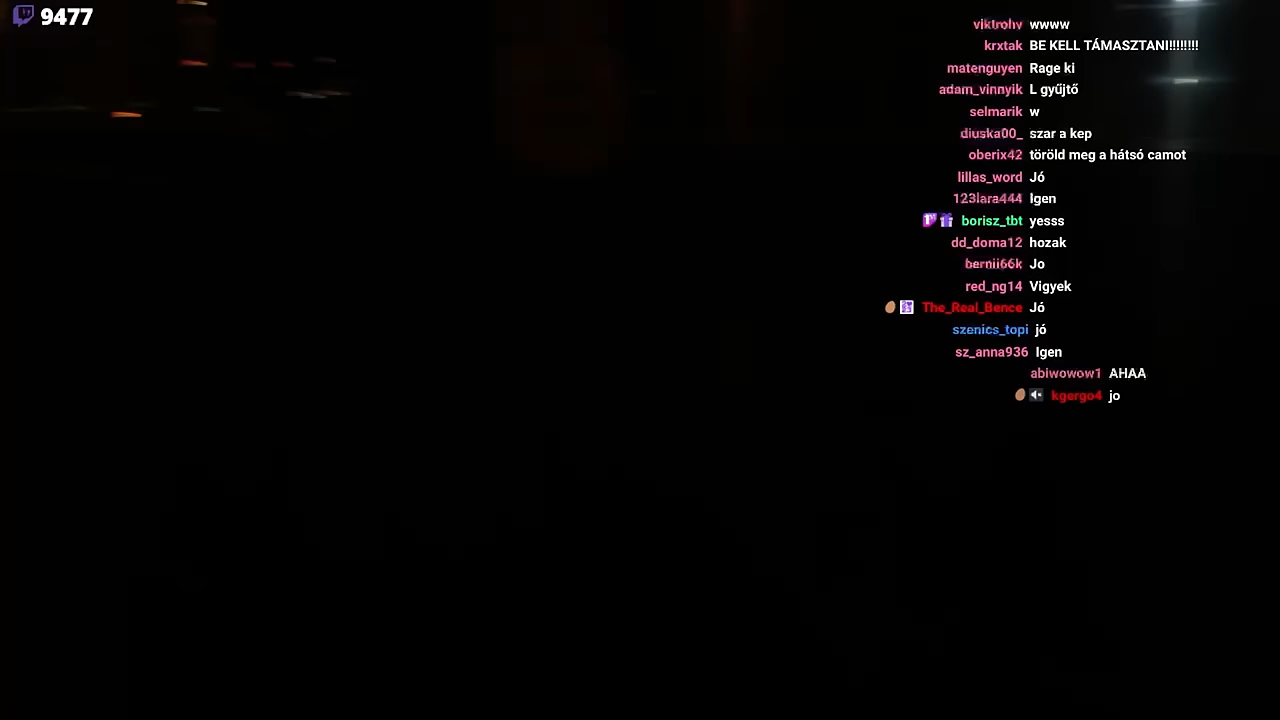 9477
viktrohv wwww
krxtak BE KELL TÁMASZTANI!!!!!!!!
matenguyen Rage ki
adam_vinnyik L gyűjtő
selmarik w
diuska00_ szar a kep
oberix42 töröld meg a hátsó camot
lillas_word Jó
123lara444 Igen
borisz_tbt yesss
dd_doma12 hozak
bernii66k Jo
red_ng14 Vigyek
The_Real_Bence Jó
szenics_topi jó
sz_anna936 Igen
abiwowow1 AHAA
kgergo4 jo